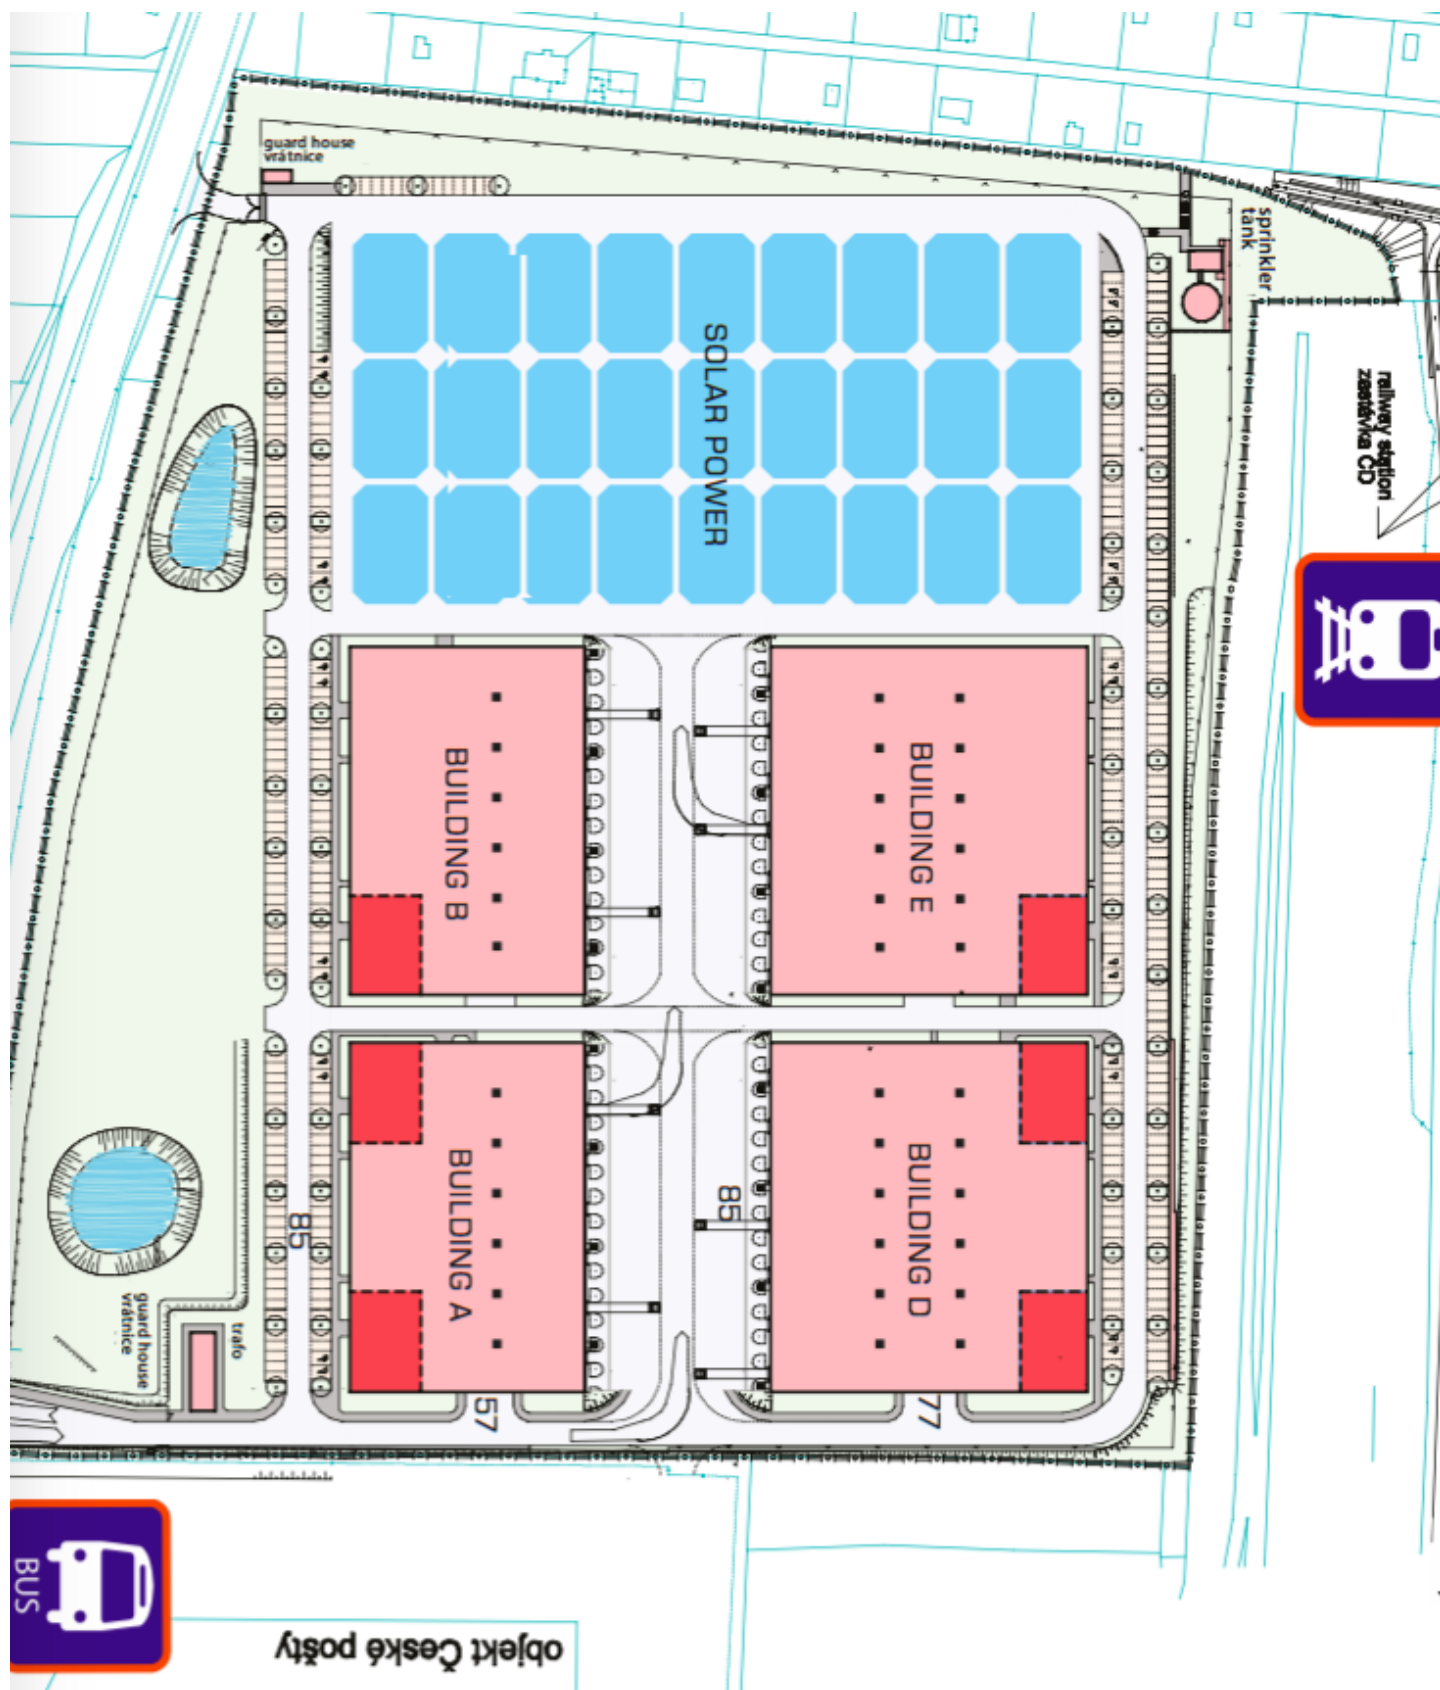 guard house
vrátnice
sprinkler
tank
SOLAR POWER
railway station
zastávka ČD
BUILDING B
BUILDING E
BUILDING A
BUILDING D
85
85
guard house
vrátnice
trafo
57
77
BUS
objekt České pošty